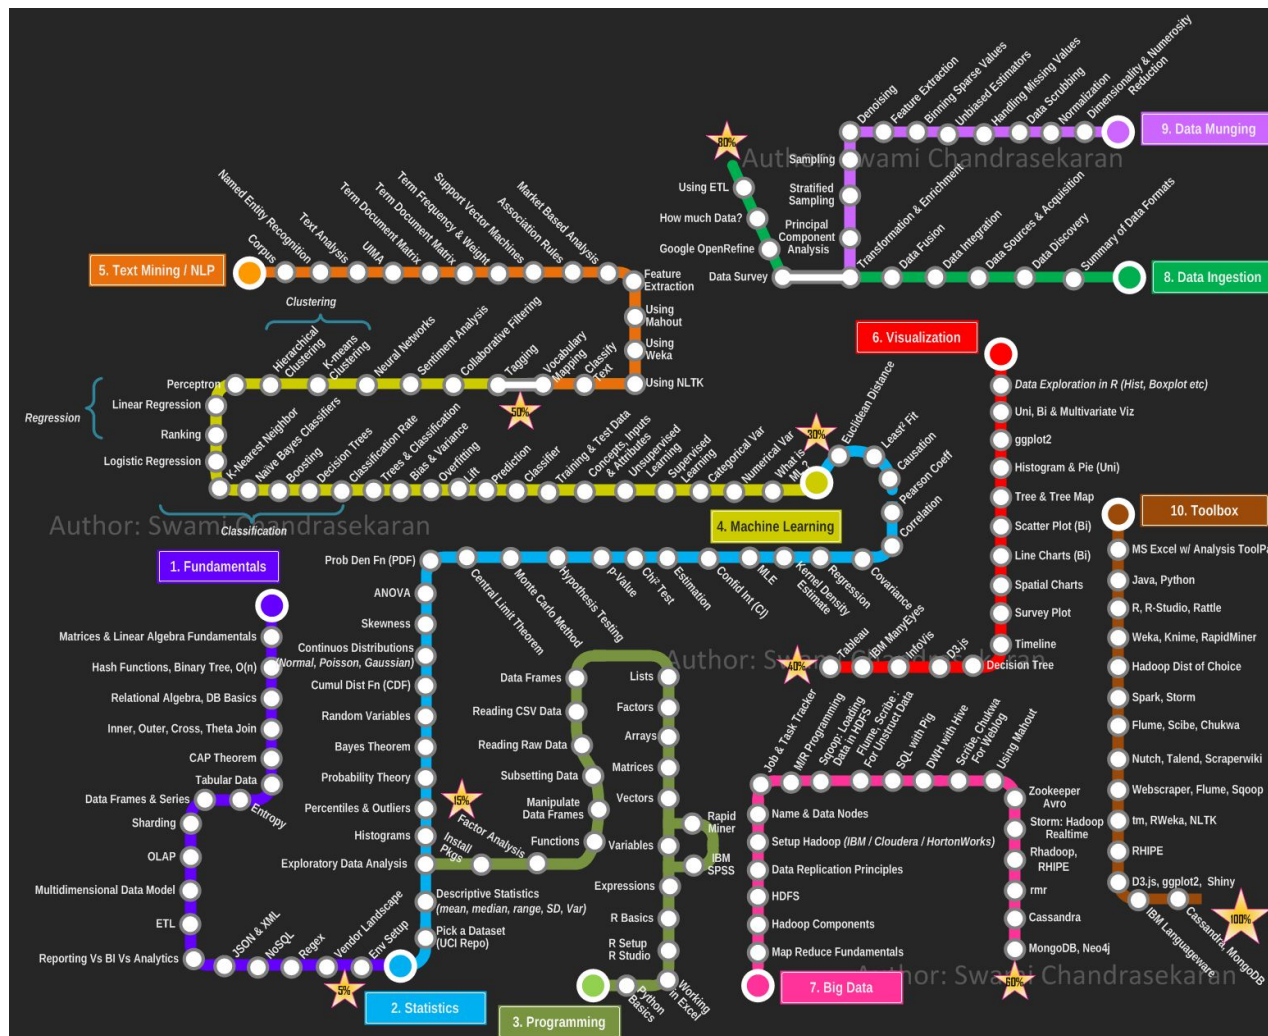 80%
Author: Swami Chandrasekaran
9. Data Munging
Denoising
Feature Extraction
Binning Sparse Values
Unbiased Estimators
Handling Missing Values
Data Scrubbing
Normalization
Dimensionality & Numerosity
Reduction
Sampling
Stratified
Sampling
Principal
Component
Analysis
Using ETL
How much Data?
Google OpenRefine
Data Survey
Transformation & Enrichment
Data Fusion
Data Integration
Data Sources & Acquisition
Data Discovery
Summary of Data Formats
8. Data Ingestion
5. Text Mining / NLP
Corpus
Named Entity Recognition
Text Analysis
UIMA
Term Document Matrix
Term Document Matrix
Term Frequency & Weight
Support Vector Machines
Association Rules
Market Based Analysis
Feature
Extraction
Using
Mahout
Using
Weka
Using NLTK
Classify
Text
Vocabulary
Mapping
50%
Tagging
Collaborative Filtering
Sentiment Analysis
Neural Networks
K-means
Clustering
Hierarchical
Clustering
Clustering
Perceptron
Linear Regression
Ranking
Regression
Logistic Regression
K-Nearest Neighbor
Naive Bayes Classifiers
Boosting
Decision Trees
Classification Rate
Trees & Classification
Bias & Variance
Overfitting
Lift
Prediction
Classifier
Training & Test Data
Concepts, Inputs
& Attributes
Unsupervised
Learning
Supervised
Learning
Categorical Var
Numerical Var
What is
ML?
Classification
Author: Swami Chandrasekaran
4. Machine Learning
30%
Euclidean Distance
Least² Fit
Causation
Pearson Coeff
Correlation
Covariance
Regression
Kernel Density
Estimate
MLE
Confid Int (CI)
Estimation
Chi² Test
p-Value
Hypothesis Testing
Monte Carlo Method
Central Limit Theorem
Prob Den Fn (PDF)
ANOVA
Skewness
Continuos Distributions
(Normal, Poisson, Gaussian)
Cumul Dist Fn (CDF)
Random Variables
Bayes Theorem
Probability Theory
Percentiles & Outliers
Histograms
Exploratory Data Analysis
Descriptive Statistics
(mean, median, range, SD, Var)
Pick a Dataset
(UCI Repo)
2. Statistics
6. Visualization
Data Exploration in R (Hist, Boxplot etc)
Uni, Bi & Multivariate Viz
ggplot2
Histogram & Pie (Uni)
Tree & Tree Map
Scatter Plot (Bi)
Line Charts (Bi)
Spatial Charts
Survey Plot
Timeline
Decision Tree
D3.js
InfoVis
IBM ManyEyes
Tableau
40%
Author: Swami Chandrasekaran
10. Toolbox
MS Excel w/ Analysis ToolPa
Java, Python
R, R-Studio, Rattle
Weka, Knime, RapidMiner
Hadoop Dist of Choice
Spark, Storm
Flume, Scibe, Chukwa
Nutch, Talend, Scraperwiki
Webscraper, Flume, Sqoop
tm, RWeka, NLTK
RHIPE
D3.js, ggplot2, Shiny
IBM Languageware
Cassandra, MongoDB
100%
1. Fundamentals
Matrices & Linear Algebra Fundamentals
Hash Functions, Binary Tree, O(n)
Relational Algebra, DB Basics
Inner, Outer, Cross, Theta Join
CAP Theorem
Tabular Data
Entropy
Data Frames & Series
Sharding
OLAP
Multidimensional Data Model
ETL
Reporting Vs BI Vs Analytics
JSON & XML
NoSQL
Regex
Vendor Landscape
Env Setup
5%
3. Programming
Python
Basics
Working
in Excel
R Setup
R Studio
R Basics
Expressions
Variables
IBM
SPSS
Rapid
Miner
Vectors
Matrices
Arrays
Factors
Lists
Data Frames
Reading CSV Data
Reading Raw Data
Subsetting Data
Manipulate
Data Frames
Functions
Factor Analysis
Install
Pkgs
15%
7. Big Data
Map Reduce Fundamentals
Hadoop Components
HDFS
Data Replication Principles
Setup Hadoop (IBM / Cloudera / HortonWorks)
Name & Data Nodes
Job & Task Tracker
M/R Programming
Sqoop: Loading
Data in HDFS
Flume, Scribe :
For Unstruct Data
SQL with Pig
DWH with Hive
Scribe, Chukwa
For Weblog
Using Mahout
Zookeeper
Avro
Storm: Hadoop
Realtime
Rhadoop,
RHIPE
rmr
Cassandra
MongoDB, Neo4j
60%
Author: Swami Chandrasekaran